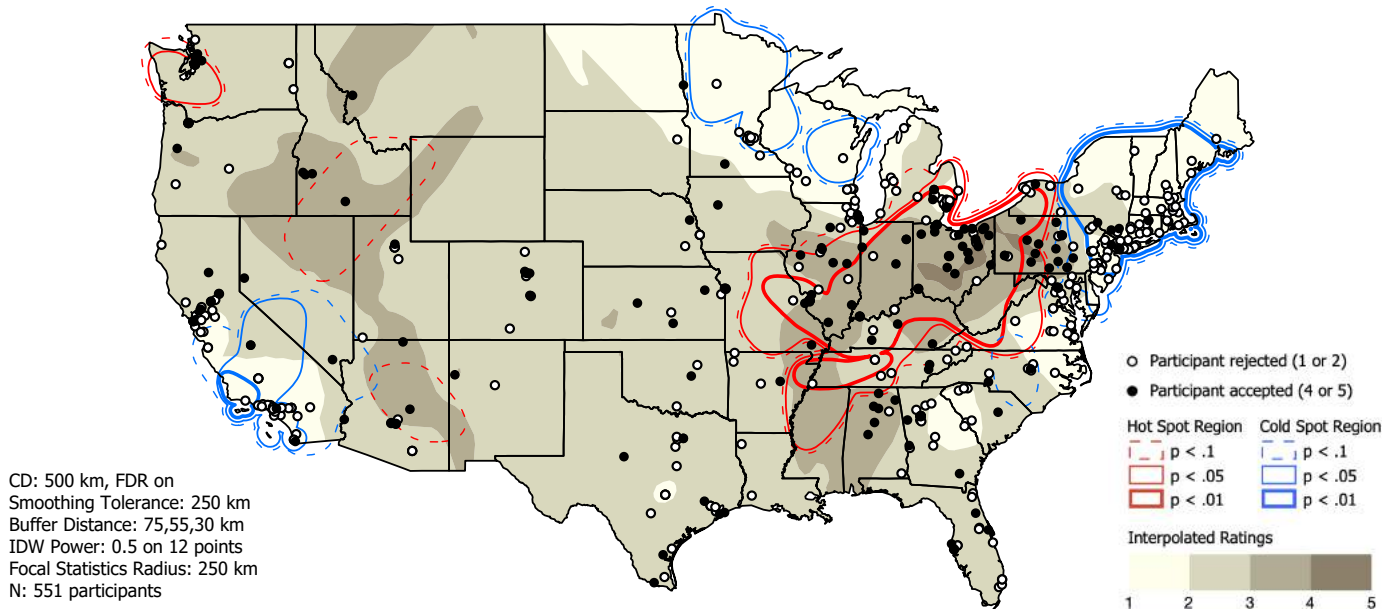 CD: 500 km, FDR on
Smoothing Tolerance: 250 km
Buffer Distance: 75,55,30 km
IDW Power: 0.5 on 12 points
Focal Statistics Radius: 250 km
N: 551 participants
Participant rejected (1 or 2)
Participant accepted (4 or 5)
Hot Spot Region Cold Spot Region
p < .1 p < .1
p < .05 p < .05
p < .01 p < .01
Interpolated Ratings
1 2 3 4 5